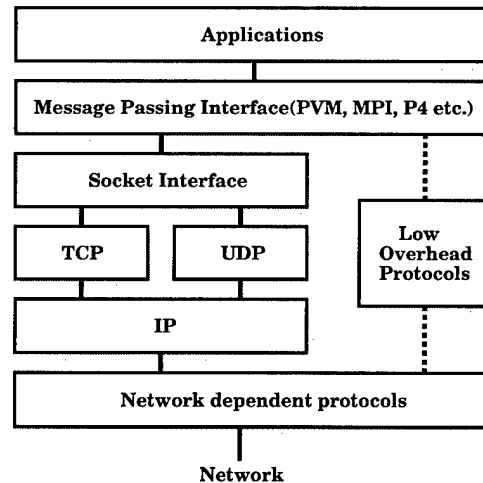 Applications
Message Passing Interface(PVM, MPI, P4 etc.)
Socket Interface
TCP
UDP
Low
Overhead
Protocols
IP
Network dependent protocols
Network